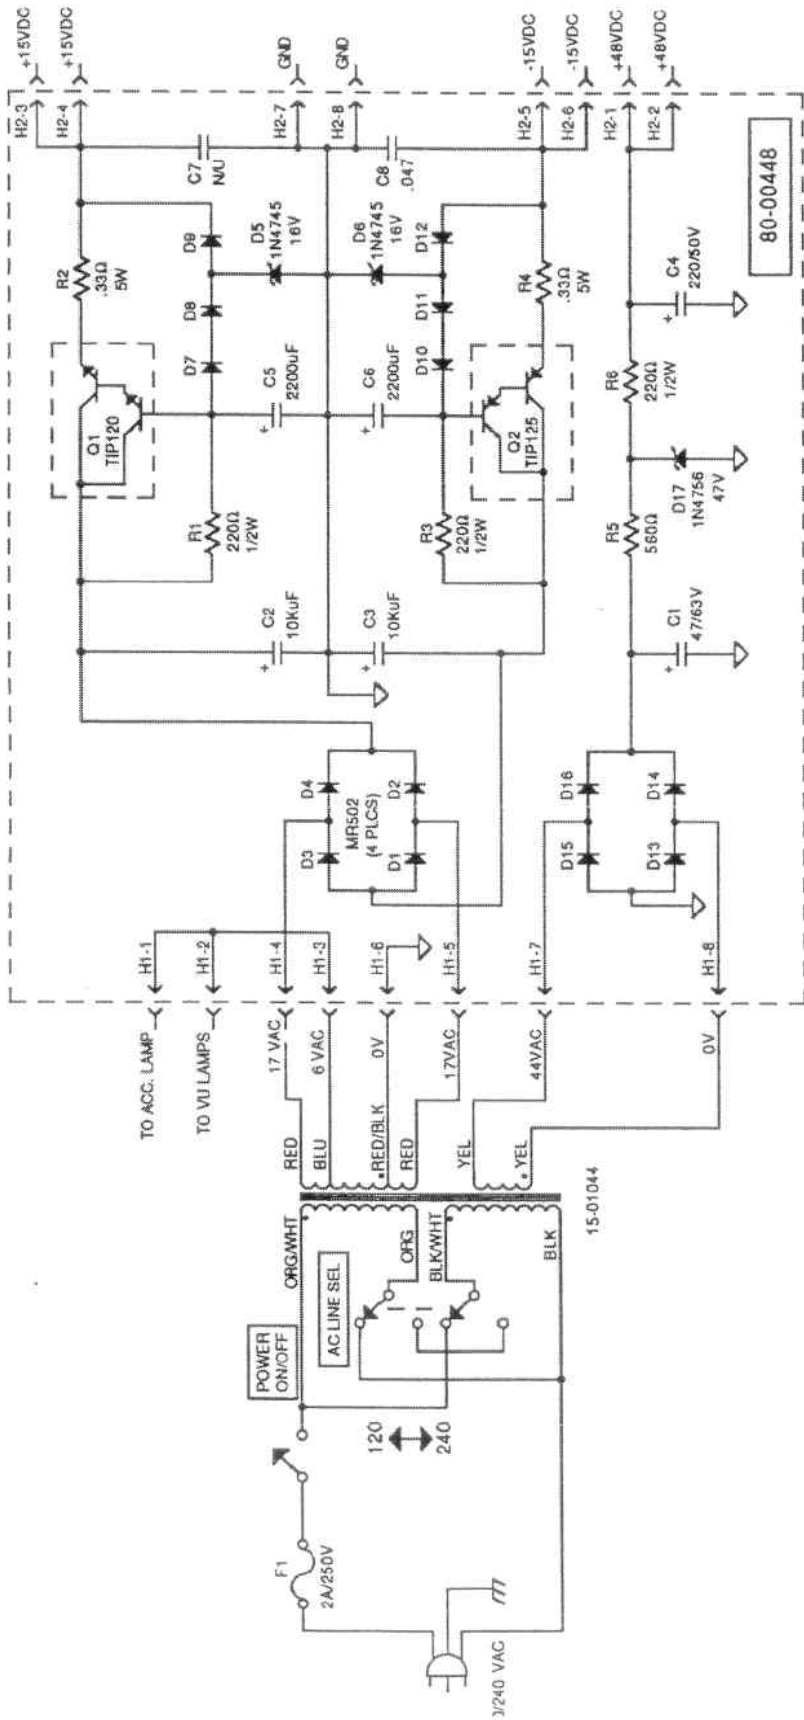 0/240 VAC
F1
2A/250V
POWER
ON/OFF
120
240
AC LINE SEL
ORG/WHT
ORG
BLK/WHT
BLK
15-01044
RED
BLU
RED/BLK
RED
YEL
YEL
TO ACC. LAMP
TO VU LAMPS
17 VAC
6 VAC
0V
17VAC
44VAC
0V
H1-1
H1-2
H1-4
H1-3
H1-6
H1-5
H1-7
H1-8
D3
D4
MR502
(4 PLCS)
D1
D2
D15
D16
D13
D14
+
C2
10KuF
+
C3
10KuF
+
C1
47/63V
R1
220Ω
1/2W
R3
220Ω
1/2W
R5
560Ω
Q1
TIP120
Q2
TIP125
D17
1N4756
47V
+
C5
2200uF
+
C6
2200uF
D7
D8
D9
D10
D11
D12
R6
220Ω
1/2W
R2
.33Ω
5W
D5
1N4745
16V
D6
1N4745
16V
R4
.33Ω
5W
+
C4
220/50V
C7
N/U
C8
.047
80-00448
H2-3
H2-4
H2-7
H2-8
H2-5
H2-6
H2-1
H2-2
+15VDC
+15VDC
GND
GND
-15VDC
-15VDC
+48VDC
+48VDC